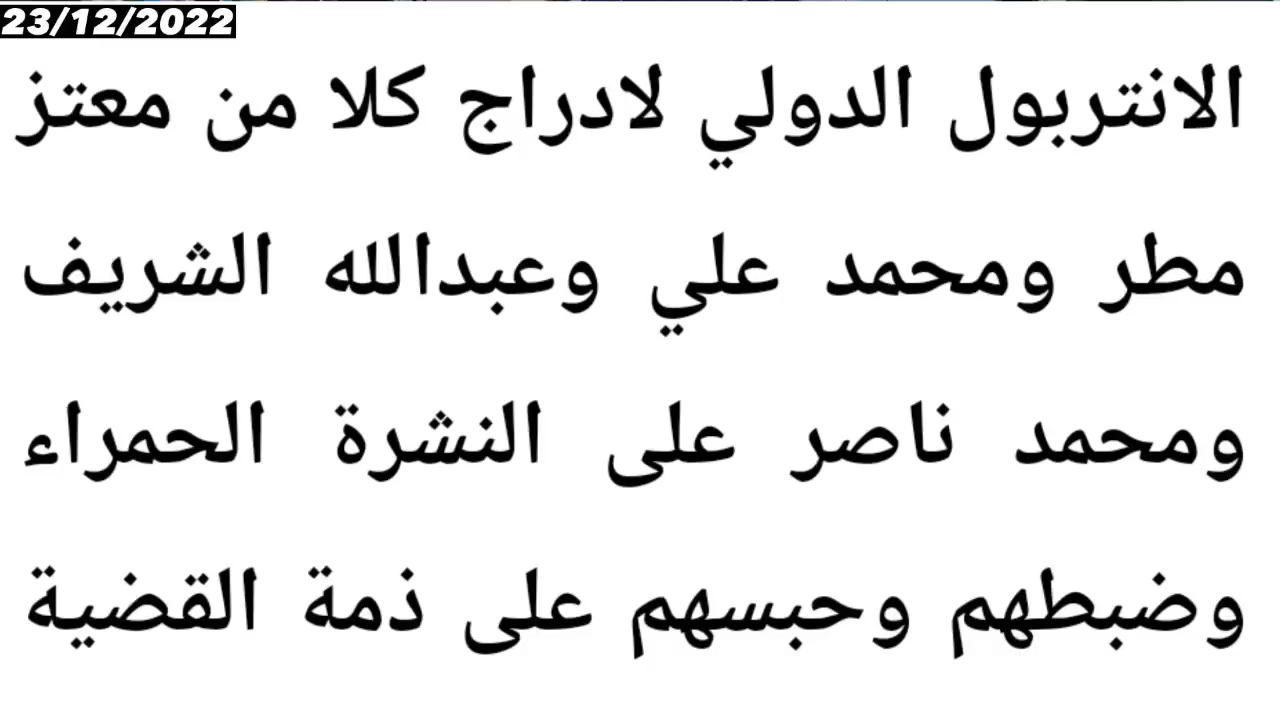 23/12/2022
الانتربول الدولي لادراج كلا من معتز
مطر ومحمد علي وعبدالله الشريف
ومحمد ناصر على النشرة الحمراء
وضبطهم وحبسهم على ذمة القضية